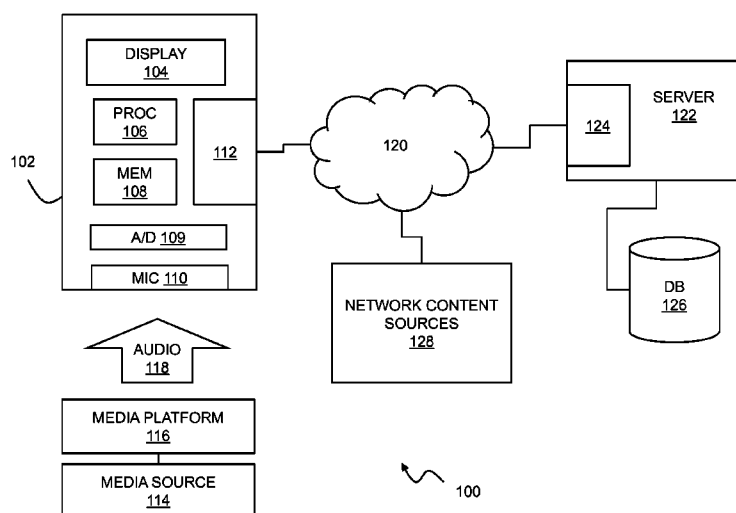 DISPLAY
104
PROC
106
112
MEM
108
A/D 109
MIC 110
102
AUDIO
118
MEDIA PLATFORM
116
MEDIA SOURCE
114
120
NETWORK CONTENT
SOURCES
128
124
SERVER
122
DB
126
100